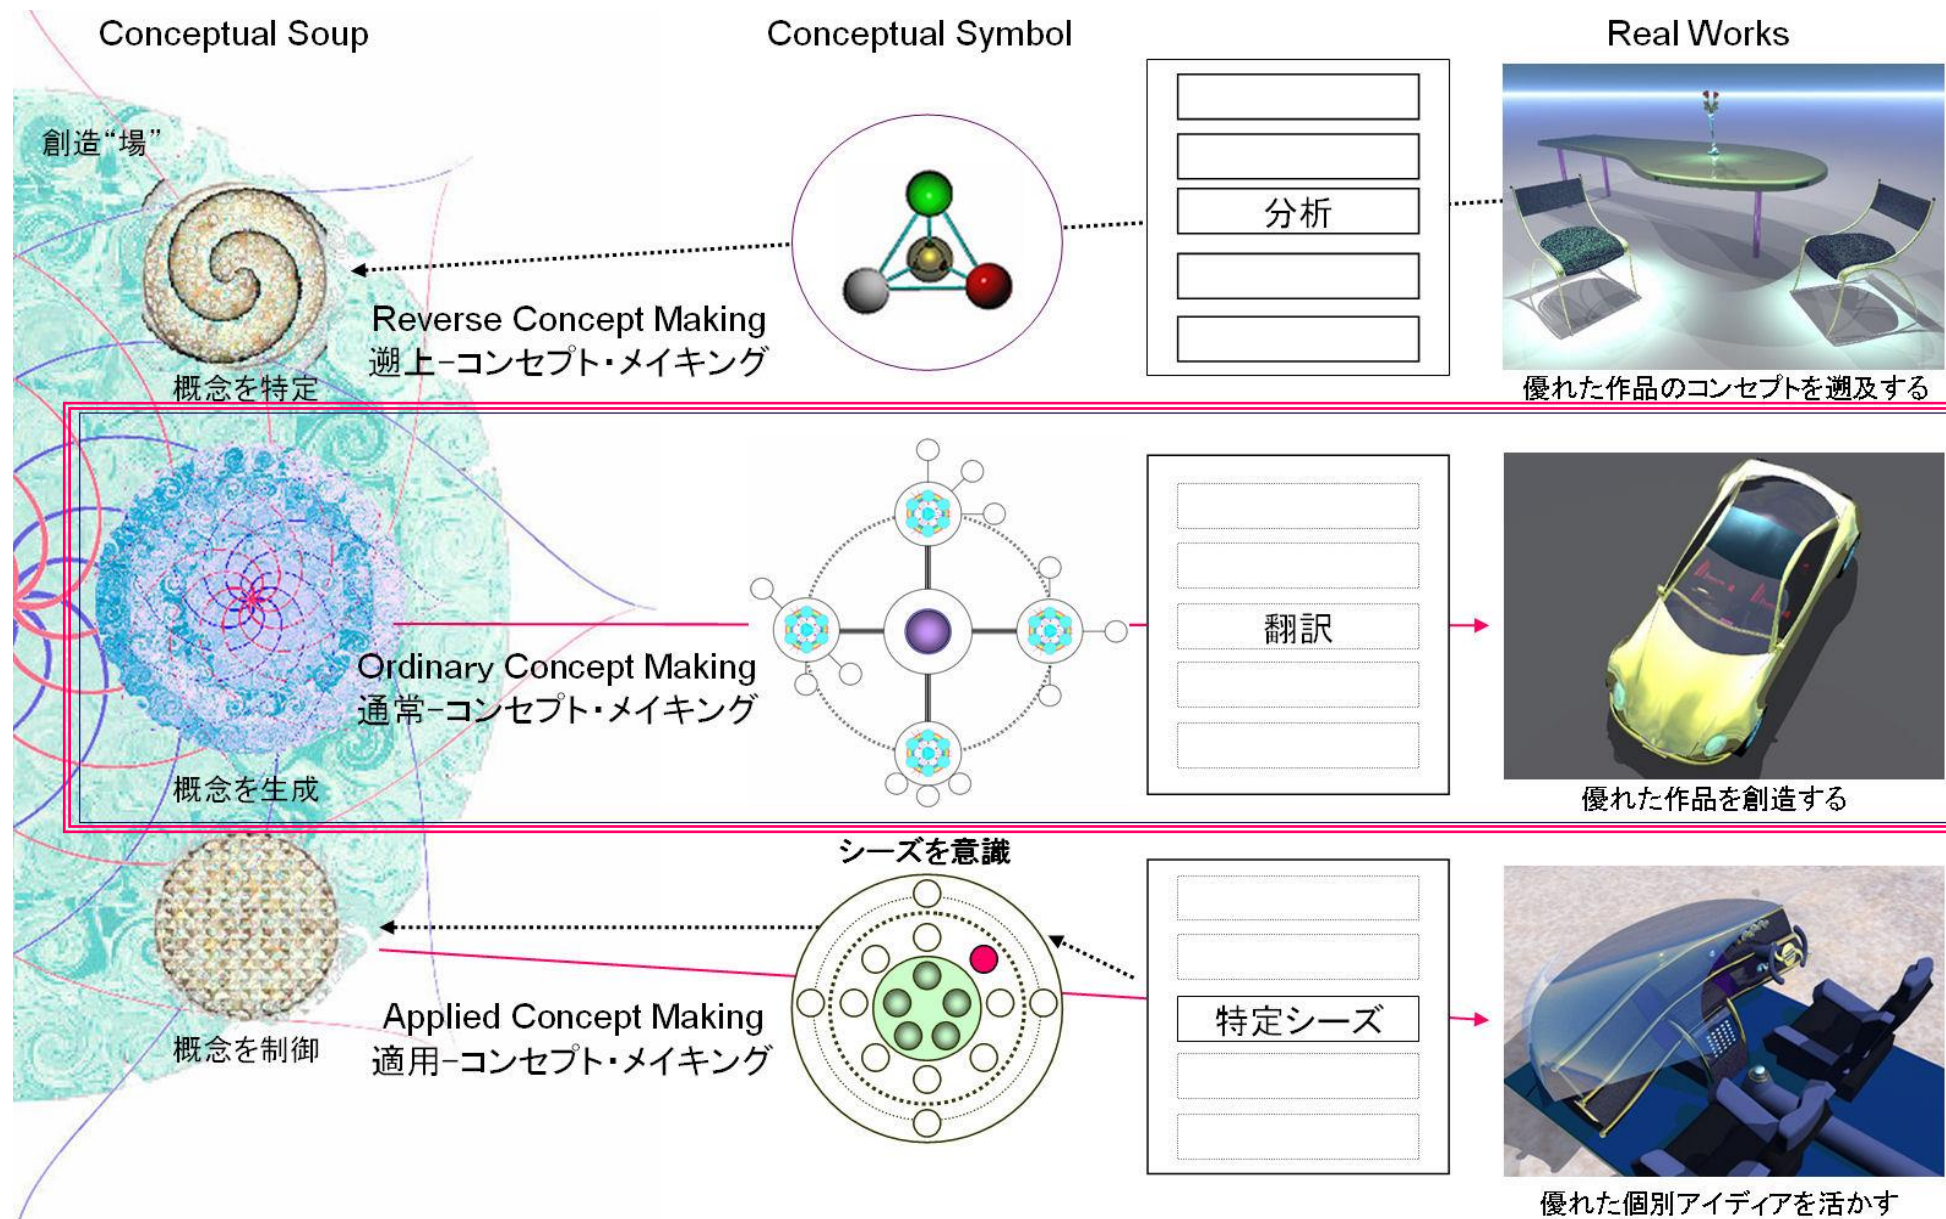 Conceptual Soup
Conceptual Symbol
Real Works
創造“場”
分析
Reverse Concept Making
遡上-コンセプト・メイキング
概念を特定
優れた作品のコンセプトを遡及する
翻訳
Ordinary Concept Making
通常-コンセプト・メイキング
概念を生成
優れた作品を創造する
シーズを意識
特定シーズ
Applied Concept Making
適用-コンセプト・メイキング
概念を制御
優れた個別アイディアを活かす